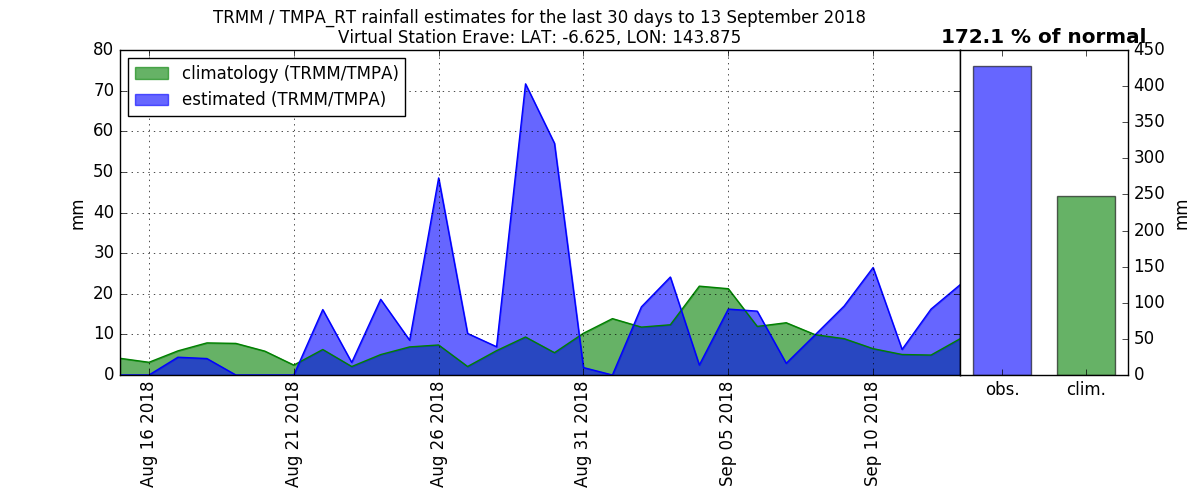 TRMM / TMPA_RT rainfall estimates for the last 30 days to 13 September 2018
Virtual Station Erave: LAT: -6.625, LON: 143.875
172.1 % of normal
climatology (TRMM/TMPA)
estimated (TRMM/TMPA)
80
70
60
50
40
30
20
10
0
mm
Aug 16 2018
Aug 21 2018
Aug 26 2018
Aug 31 2018
Sep 05 2018
Sep 10 2018
450
400
350
300
250
200
150
100
50
0
mm
obs.
clim.